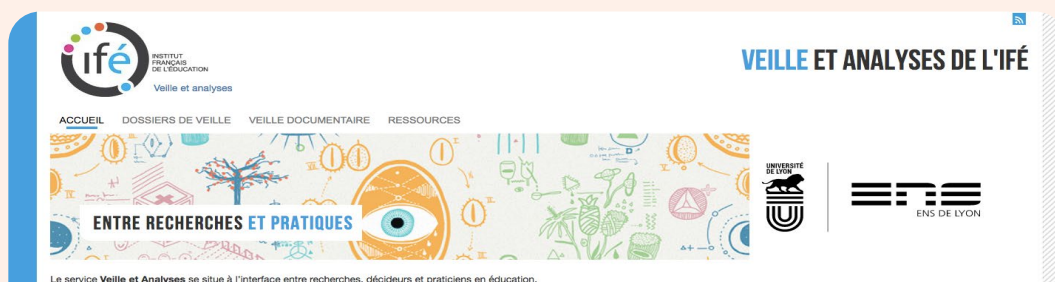 ifé
INSTITUT
FRANÇAIS
DE L'ÉDUCATION
Veille et analyses
VEILLE ET ANALYSES DE L'IFÉ
ACCUEIL DOSSIERS DE VEILLE VEILLE DOCUMENTAIRE RESSOURCES
ENTRE RECHERCHES ET PRATIQUES
UNIVERSITÉ
DE LYON
ENS
ENS DE LYON
Le service Veille et Analyses se situe à l'interface entre recherches, décideurs et praticiens en éducation.